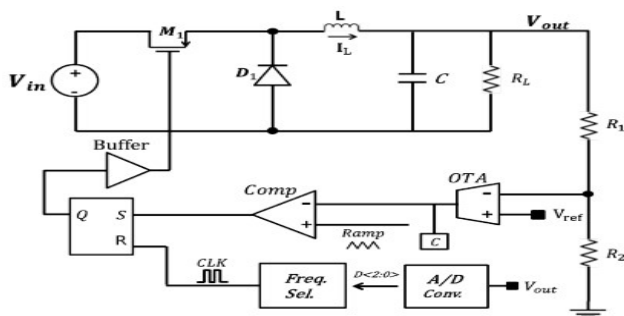 M1
L
Vout
Vin
+
-
D1
IL
C
RL
R1
Buffer
Comp
OTA
Q
S
R
-
+
-
+
Vref
Ramp
C
R2
CLK
Freq.
Sel.
D<2:0>
A/D
Conv.
Vout